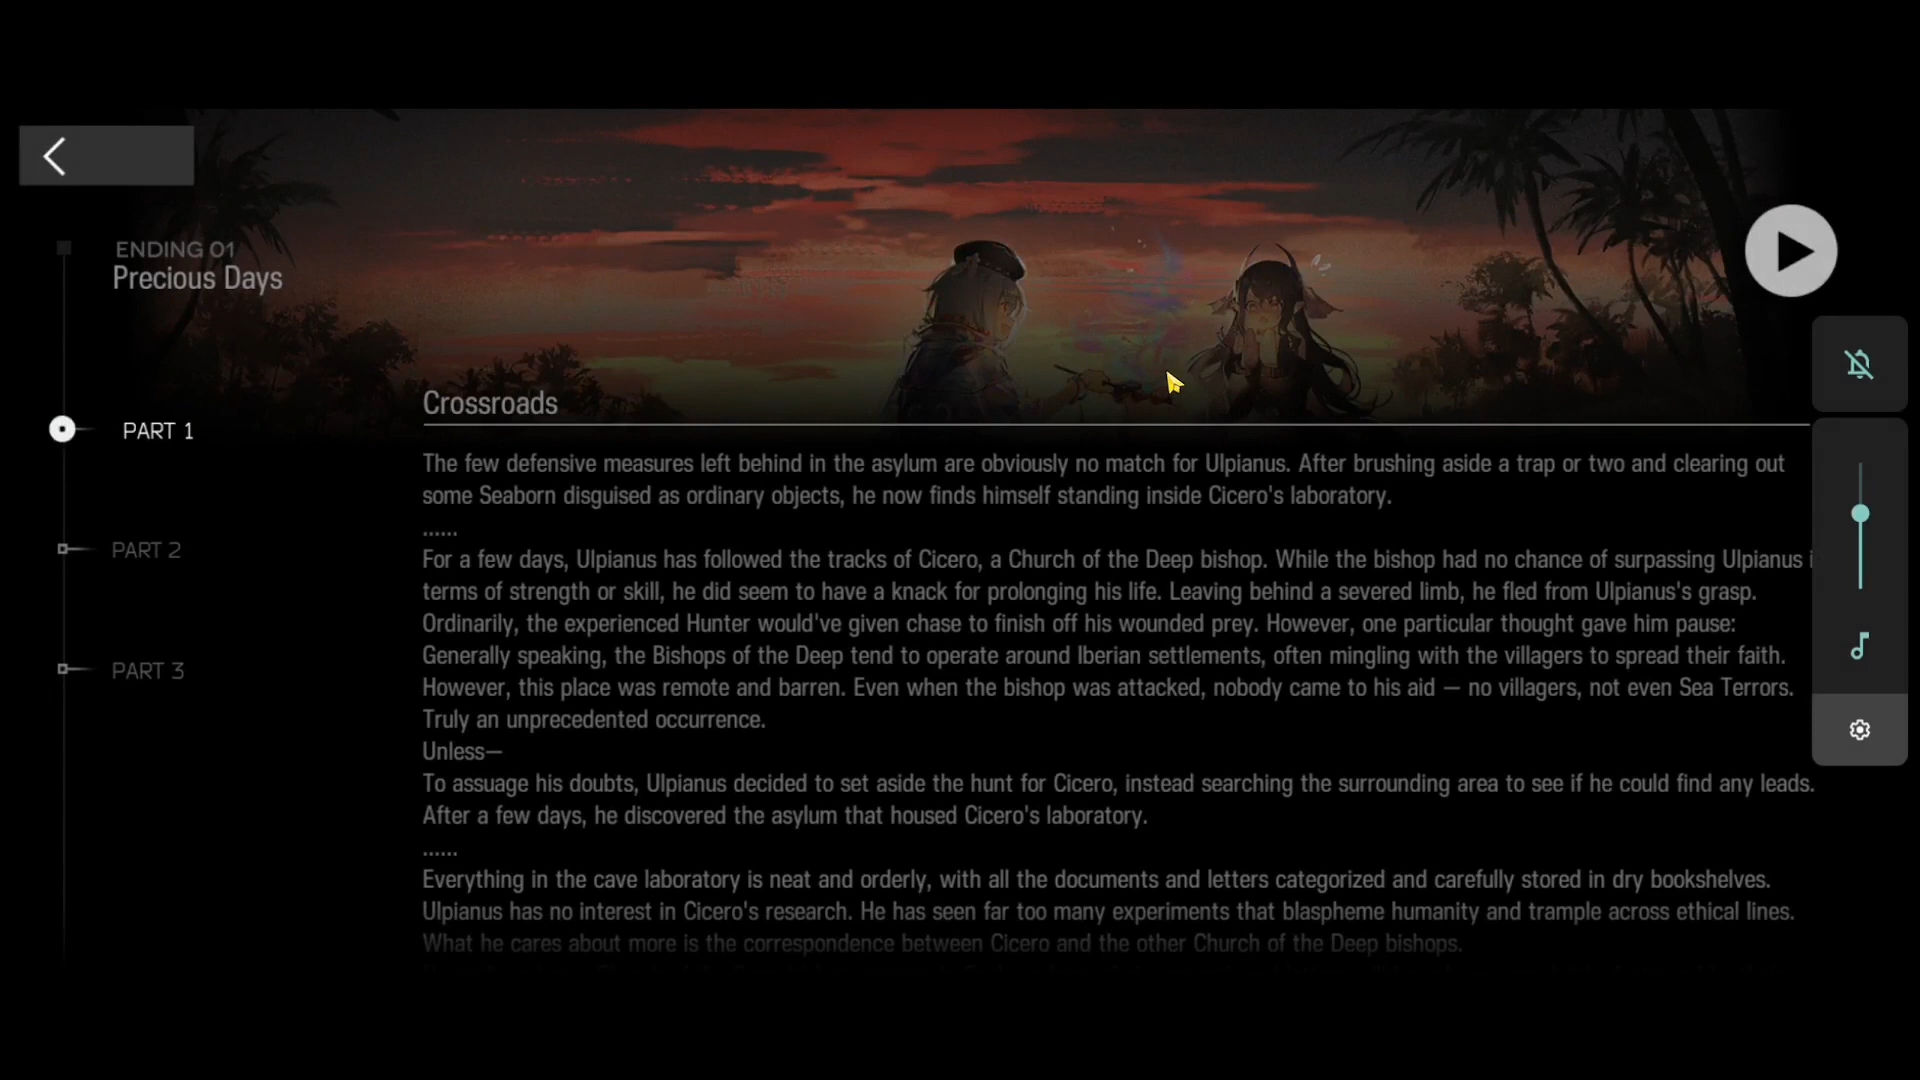 ENDING 01
Precious Days
PART 1
PART 2
PART 3
Crossroads
The few defensive measures left behind in the asylum are obviously no match for Ulpianus. After brushing aside a trap or two and clearing out
some Seaborn disguised as ordinary objects, he now finds himself standing inside Cicero's laboratory.
......
For a few days, Ulpianus has followed the tracks of Cicero, a Church of the Deep bishop. While the bishop had no chance of surpassing Ulpianus
terms of strength or skill, he did seem to have a knack for prolonging his life. Leaving behind a severed limb, he fled from Ulpianus's grasp.
Ordinarily, the experienced Hunter would've given chase to finish off his wounded prey. However, one particular thought gave him pause:
Generally speaking, the Bishops of the Deep tend to operate around Iberian settlements, often mingling with the villagers to spread their faith.
However, this place was remote and barren. Even when the bishop was attacked, nobody came to his aid — no villagers, not even Sea Terrors.
Truly an unprecedented occurrence.
Unless—
To assuage his doubts, Ulpianus decided to set aside the hunt for Cicero, instead searching the surrounding area to see if he could find any leads.
After a few days, he discovered the asylum that housed Cicero's laboratory.
......
Everything in the cave laboratory is neat and orderly, with all the documents and letters categorized and carefully stored in dry bookshelves.
Ulpianus has no interest in Cicero's research. He has seen far too many experiments that blaspheme humanity and trample across ethical lines.
What he cares about more is the correspondence between Cicero and the other Church of the Deep bishops.